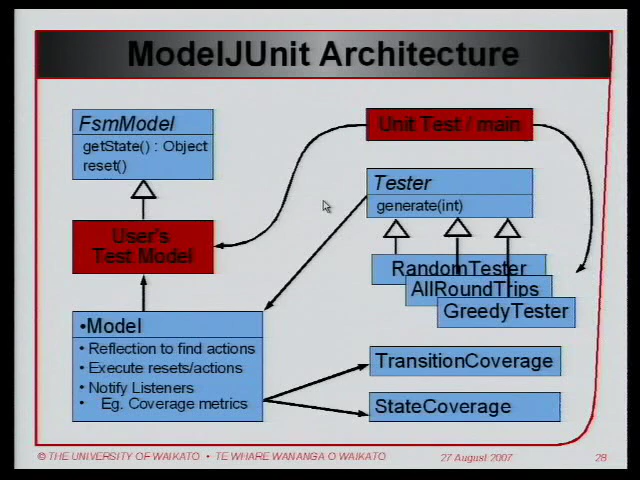 ModelJUnit Architecture
FsmModel
getState() : Object
reset()
Unit Test / main
Tester
generate(int)
User's
Test Model
RandomTester
AllRoundTrips
GreedyTester
•Model
• Reflection to find actions
• Execute resets/actions
• Notify Listeners
• Eg. Coverage metrics
TransitionCoverage
StateCoverage
© THE UNIVERSITY OF WAIKATO • TE WHARE WANANGA O WAIKATO
27 August 2007
28